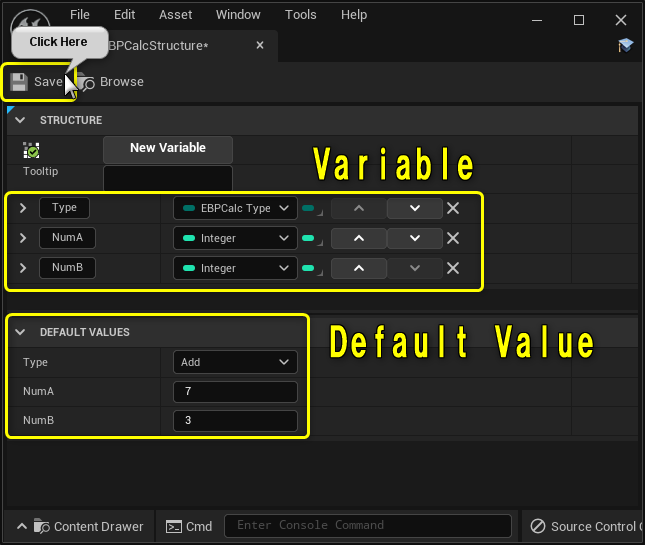 File Edit Asset Window Tools Help
Click Here
BPCalcStructure*
Save Browse
STRUCTURE
New Variable
Tooltip
Variable
Type EBPCalc Type
NumA Integer
NumB Integer
DEFAULT VALUES
Default Value
Type Add
NumA 7
NumB 3
Content Drawer Cmd Enter Console Command Source Control